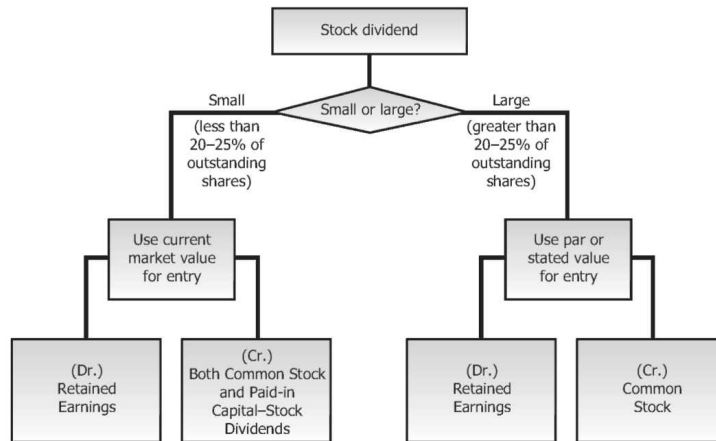 Stock dividend
Small or large?
Small
(less than
20–25% of
outstanding
shares)
Large
(greater than
20–25% of
outstanding
shares)
Use current
market value
for entry
Use par or
stated value
for entry
(Dr.)
Retained
Earnings
(Cr.)
Both Common Stock
and Paid-in
Capital–Stock
Dividends
(Dr.)
Retained
Earnings
(Cr.)
Common
Stock